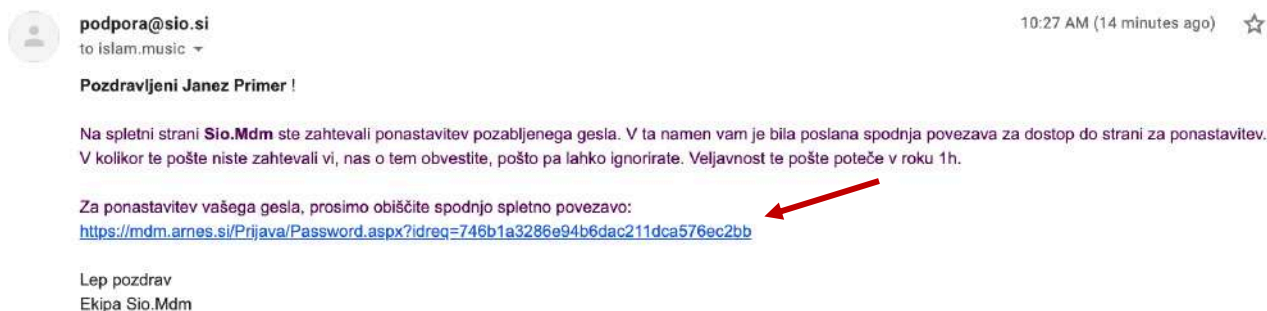 podpora@sio.si
10:27 AM (14 minutes ago)
to islam.music
Pozdravljeni Janez Primer !
Na spletni strani Sio.Mdm ste zahtevali ponastavitev pozabljenega gesla. V ta namen vam je bila poslana spodnja povezava za dostop do strani za ponastavitev.
V kolikor te pošte niste zahtevali vi, nas o tem obvestite, pošto pa lahko ignorirate. Veljavnost te pošte poteče v roku 1h.
Za ponastavitev vašega gesla, prosimo obiščite spodnjo spletno povezavo:
https://mdm.arnes.si/Prijava/Password.aspx?idreq=746b1a3286e94b6dac211dca576ec2bb
Lep pozdrav
Ekipa Sio.Mdm